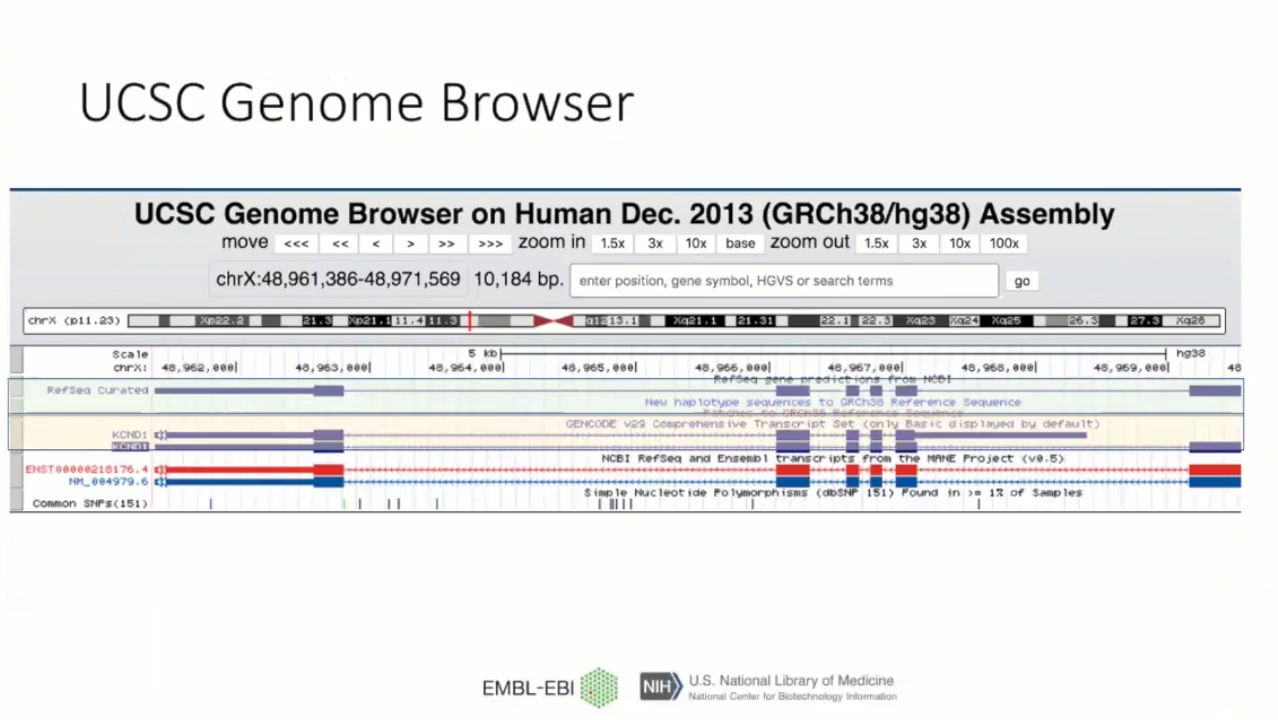 UCSC Genome Browser
UCSC Genome Browser on Human Dec. 2013 (GRCh38/hg38) Assembly
move <<< << < > >> >>> zoom in 1.5x 3x 10x base zoom out 1.5x 3x 10x 100x
chrX:48,961,386-48,971,569 10,184 bp. enter position, gene symbol, HGVS or search terms go
chrX (p11.23) Xp22.2 21.3 Xp21.1 11.4 11.3 q12 13.1 Xq21.1 21.31 22.1 22.3 Xq23 Xq24 Xq25 26.3 27.3 Xq28
Scale 5 kb hg38
chrX: 48,962,000 48,963,000 48,964,000 48,965,000 48,966,000 48,967,000 48,968,000 48,969,000 48
RefSeq gene predictions from NCBI
RefSeq Curated
New haplotype sequences to GRCh38 Reference Sequence
Patches to GRCh38 Reference Sequence
GENCODE v29 Comprehensive Transcript Set (only Basic displayed by default)
KCND1
KCND1
NCBI RefSeq and Ensembl transcripts from the MANE Project (v0.5)
ENST00000218176.4
NM_004979.6
Simple Nucleotide Polymorphisms (dbSNP 151) Found in >= 1% of Samples
Common SNPs(151)
EMBL-EBI NIH U.S. National Library of Medicine
National Center for Biotechnology Information